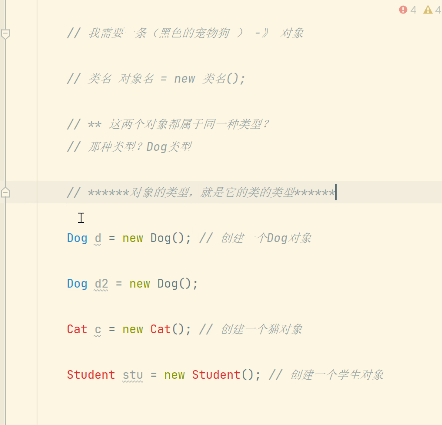 4 4
// 我需要一条（黑色的宠物狗 ） -》 对象
// 类名 对象名 = new 类名();
// ** 这两个对象都属于同一种类型?
// 那种类型? Dog类型
// ******对象的类型，就是它的类的类型******
Dog d = new Dog(); // 创建一个Dog对象
Dog d2 = new Dog();
Cat c = new Cat(); // 创建一个猫对象
Student stu = new Student(); // 创建一个学生对象